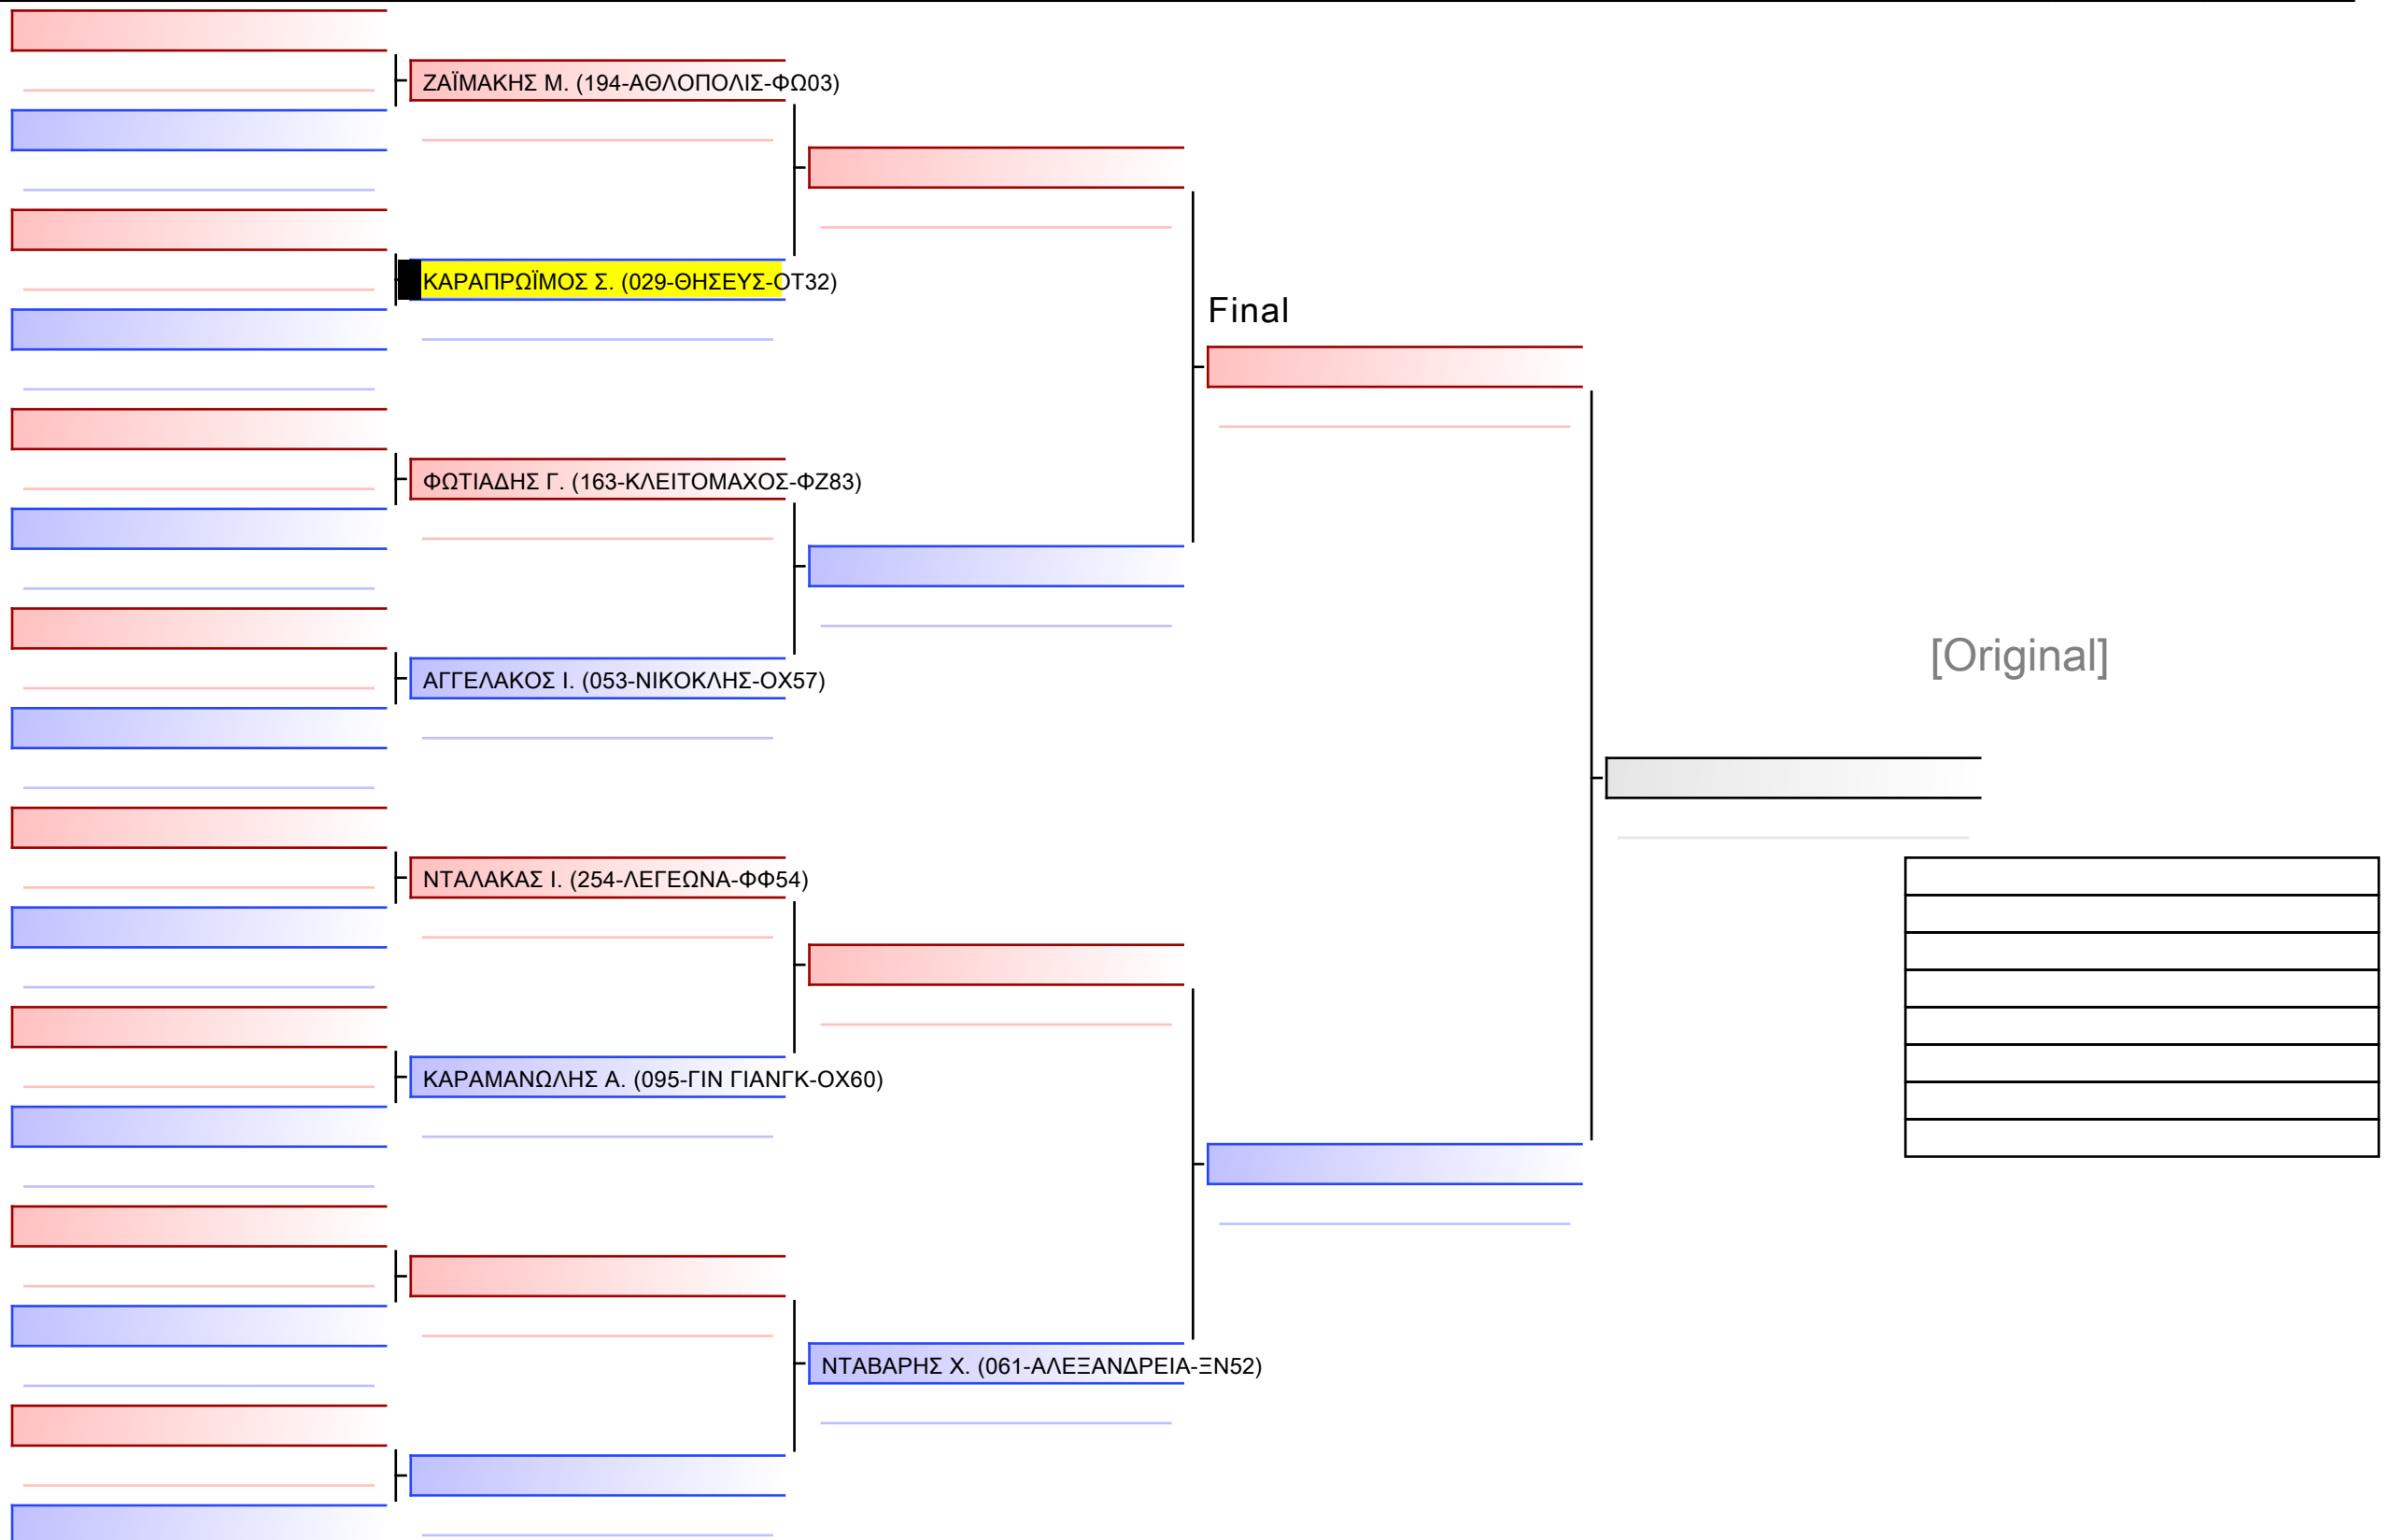 ΖΑΪΜΑΚΗΣ Μ. (194-ΑΘΛΟΠΟΛΙΣ-ΦΩ03)
ΚΑΡΑΠΡΩΪΜΟΣ Σ. (029-ΘΗΣΕΥΣ-ΟΤ32)
Final
ΦΩΤΙΑΔΗΣ Γ. (163-ΚΛΕΙΤΟΜΑΧΟΣ-ΦΖ83)
[Original]
ΑΓΓΕΛΑΚΟΣ Ι. (053-ΝΙΚΟΚΛΗΣ-ΟΧ57)
ΝΤΑΛΑΚΑΣ Ι. (254-ΛΕΓΕΩΝΑ-ΦΦ54)
ΚΑΡΑΜΑΝΩΛΗΣ Α. (095-ΓΙΝ ΓΙΑΝΓΚ-ΟΧ60)
ΝΤΑΒΑΡΗΣ Χ. (061-ΑΛΕΞΑΝΔΡΕΙΑ-ΞΝ52)